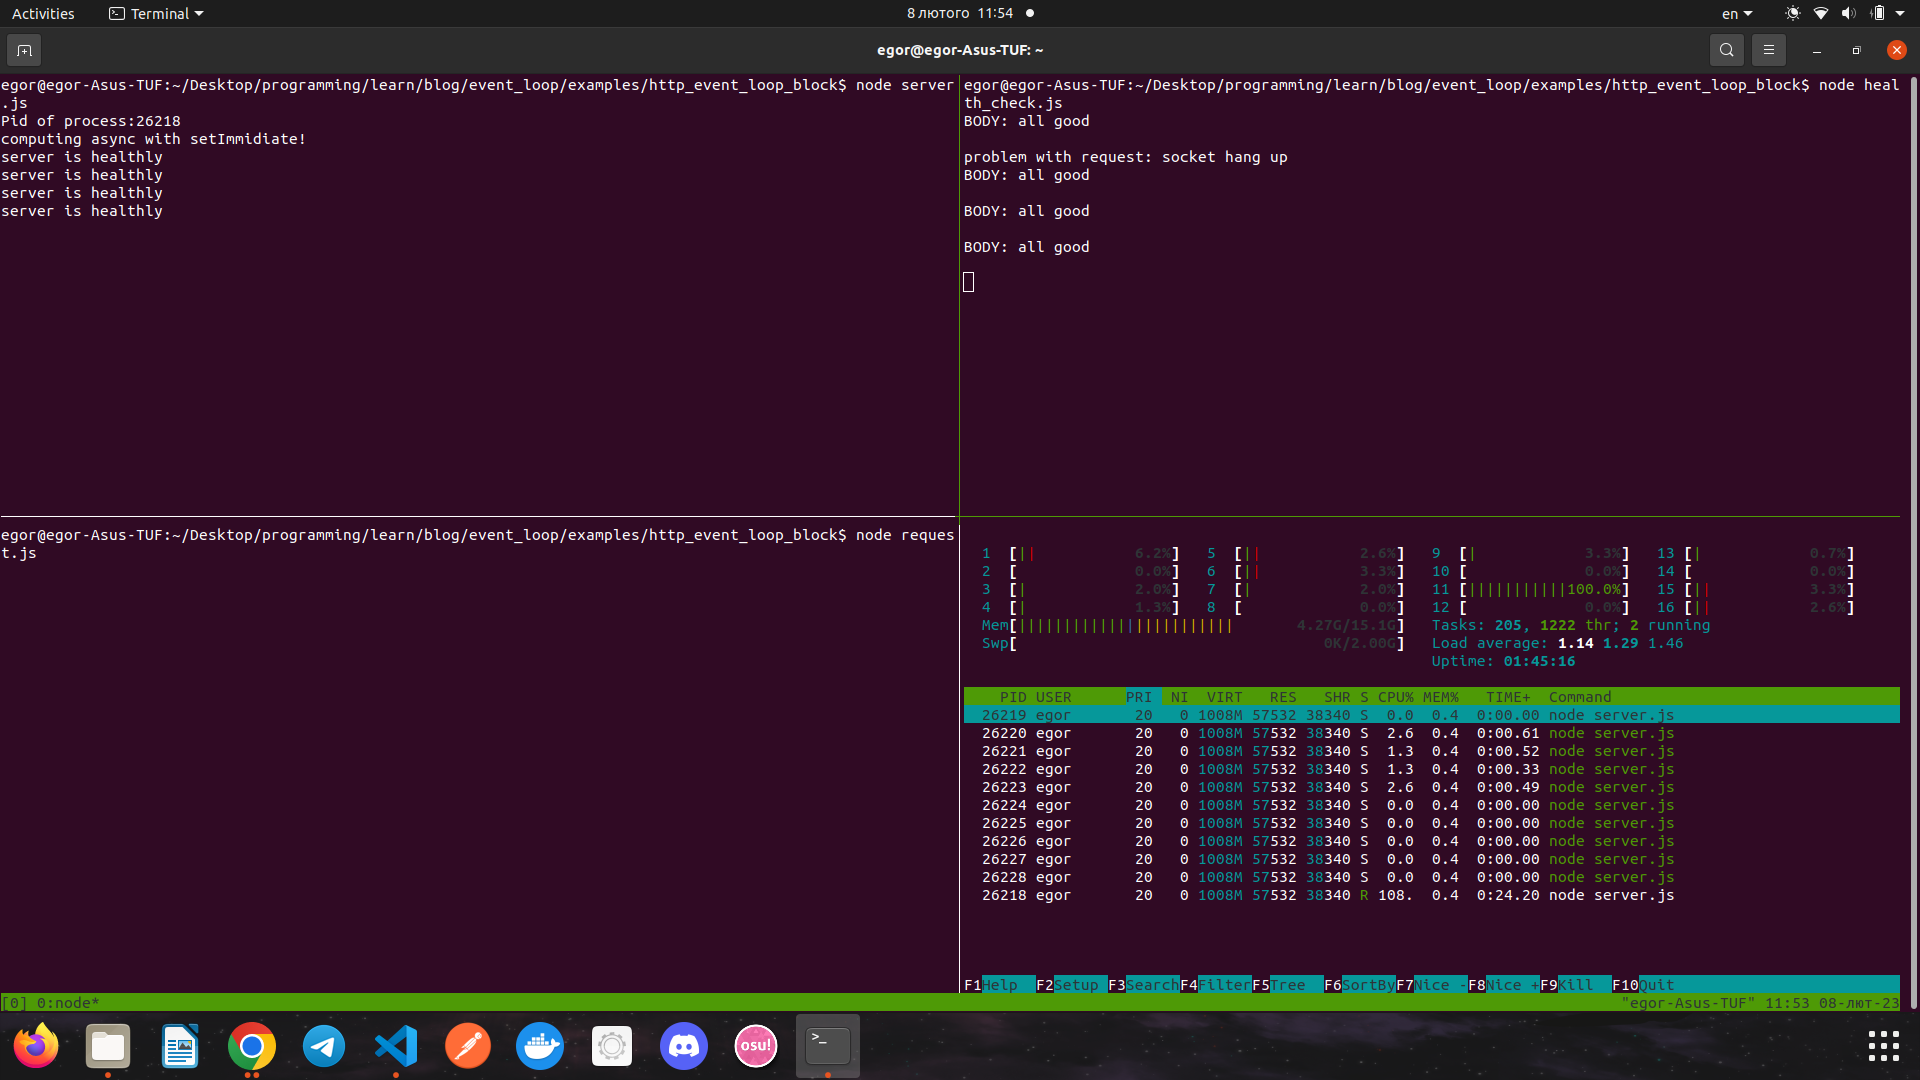 Activities Terminal 8 лютого 11:54 en
egor@egor-Asus-TUF: ~
egor@egor-Asus-TUF:~/Desktop/programming/learn/blog/event_loop/examples/http_event_loop_block$ node server
.js
Pid of process:26218
computing async with setImmidiate!
server is healthly
server is healthly
server is healthly
server is healthly
egor@egor-Asus-TUF:~/Desktop/programming/learn/blog/event_loop/examples/http_event_loop_block$ node heal
th_check.js
BODY: all good
problem with request: socket hang up
BODY: all good
BODY: all good
BODY: all good
egor@egor-Asus-TUF:~/Desktop/programming/learn/blog/event_loop/examples/http_event_loop_block$ node reques
t.js
1 [|| 6.2%] 5 [|| 2.6%] 9 [| 3.3%] 13 [| 0.7%]
2 [ 0.0%] 6 [|| 3.3%] 10 [ 0.0%] 14 [ 0.0%]
3 [| 2.0%] 7 [| 2.0%] 11 [|||||||||||100.0%] 15 [|| 3.3%]
4 [| 1.3%] 8 [ 0.0%] 12 [ 0.0%] 16 [|| 2.6%]
Mem[|||||||||||||||||||||||| 4.27G/15.1G] Tasks: 205, 1222 thr; 2 running
Swp[ 0K/2.00G] Load average: 1.14 1.29 1.46
Uptime: 01:45:16
PID USER PRI NI VIRT RES SHR S CPU% MEM% TIME+ Command
26219 egor 20 0 1008M 57532 38340 S 0.0 0.4 0:00.00 node server.js
26220 egor 20 0 1008M 57532 38340 S 2.6 0.4 0:00.61 node server.js
26221 egor 20 0 1008M 57532 38340 S 1.3 0.4 0:00.52 node server.js
26222 egor 20 0 1008M 57532 38340 S 1.3 0.4 0:00.33 node server.js
26223 egor 20 0 1008M 57532 38340 S 2.6 0.4 0:00.49 node server.js
26224 egor 20 0 1008M 57532 38340 S 0.0 0.4 0:00.00 node server.js
26225 egor 20 0 1008M 57532 38340 S 0.0 0.4 0:00.00 node server.js
26226 egor 20 0 1008M 57532 38340 S 0.0 0.4 0:00.00 node server.js
26227 egor 20 0 1008M 57532 38340 S 0.0 0.4 0:00.00 node server.js
26228 egor 20 0 1008M 57532 38340 S 0.0 0.4 0:00.00 node server.js
26218 egor 20 0 1008M 57532 38340 R 108. 0.4 0:24.20 node server.js
F1Help F2Setup F3SearchF4FilterF5Tree F6SortByF7Nice -F8Nice +F9Kill F10Quit
[0] 0:node* "egor-Asus-TUF" 11:53 08-лют-23
osu!
>_